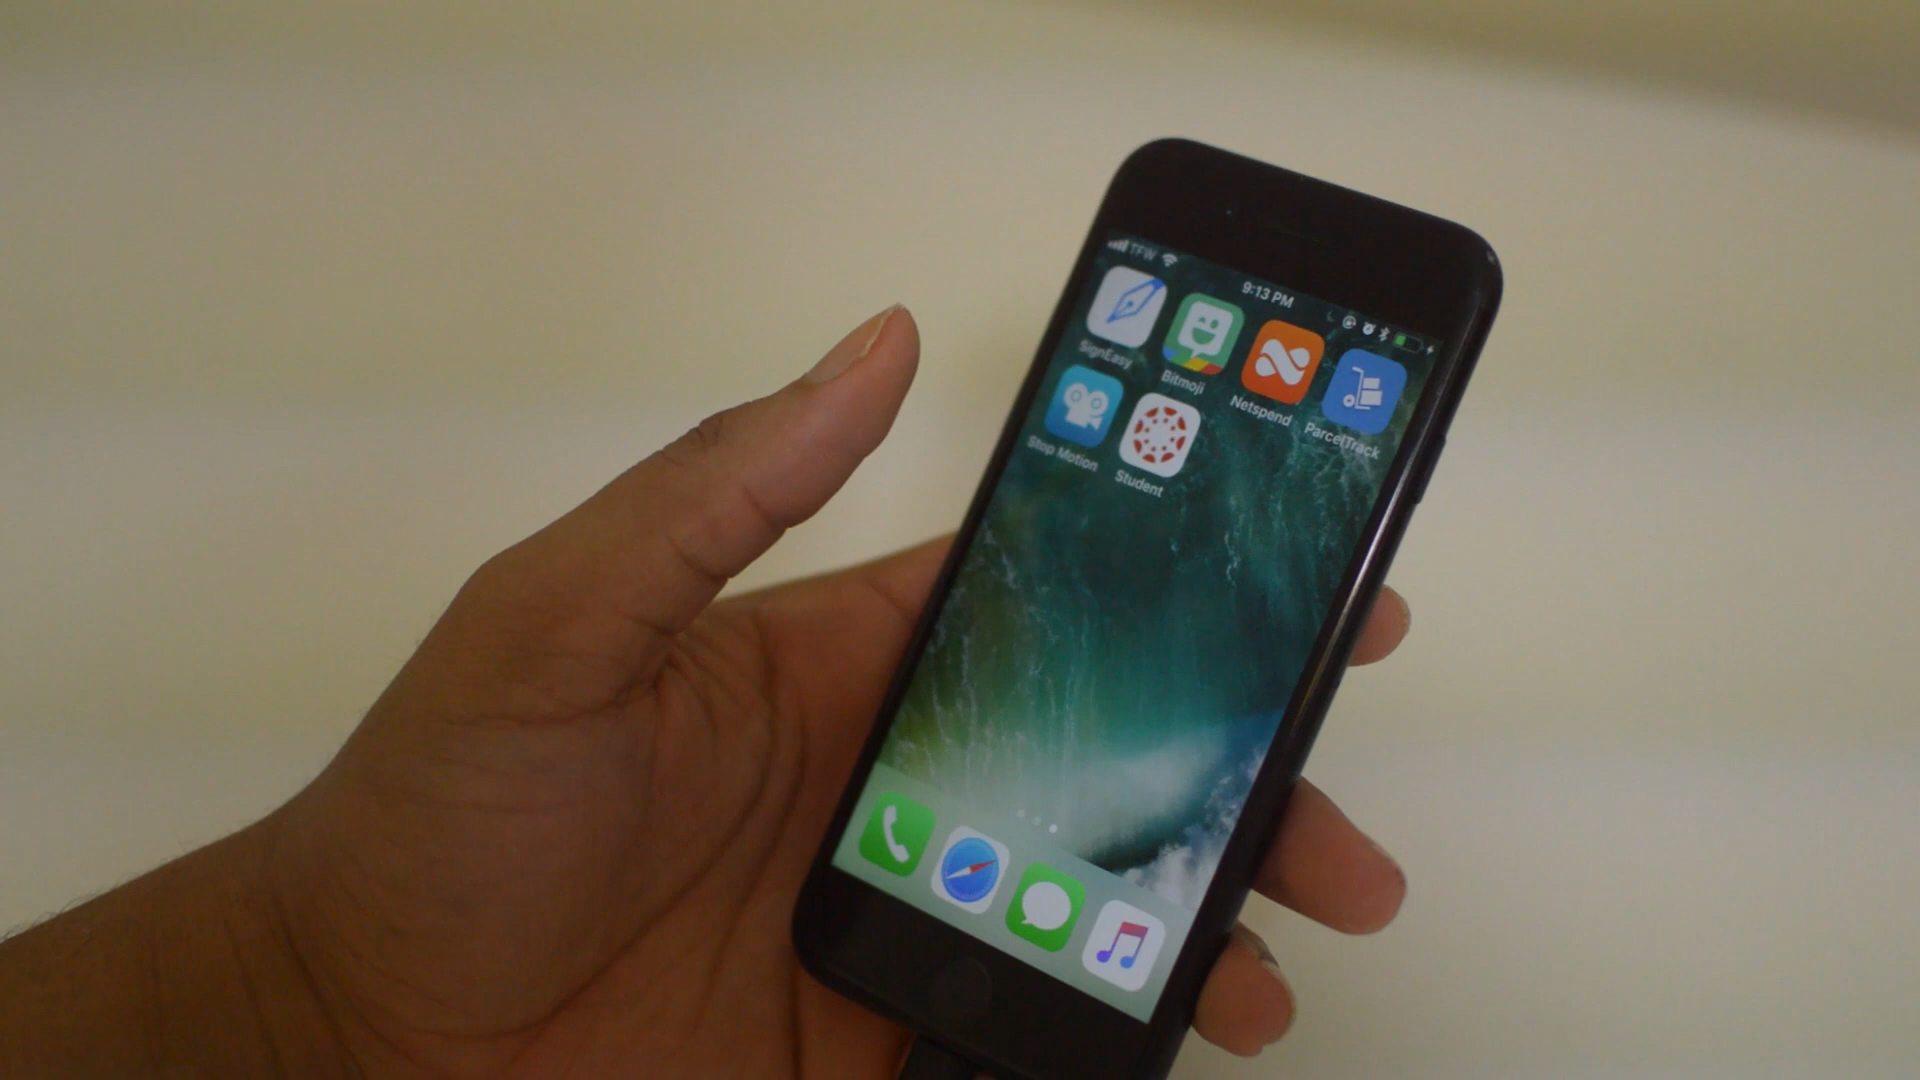 TFW
9:13 PM
SignEasy
Bitmoji
Netspend
ParcelTrack
Stop Motion
Student